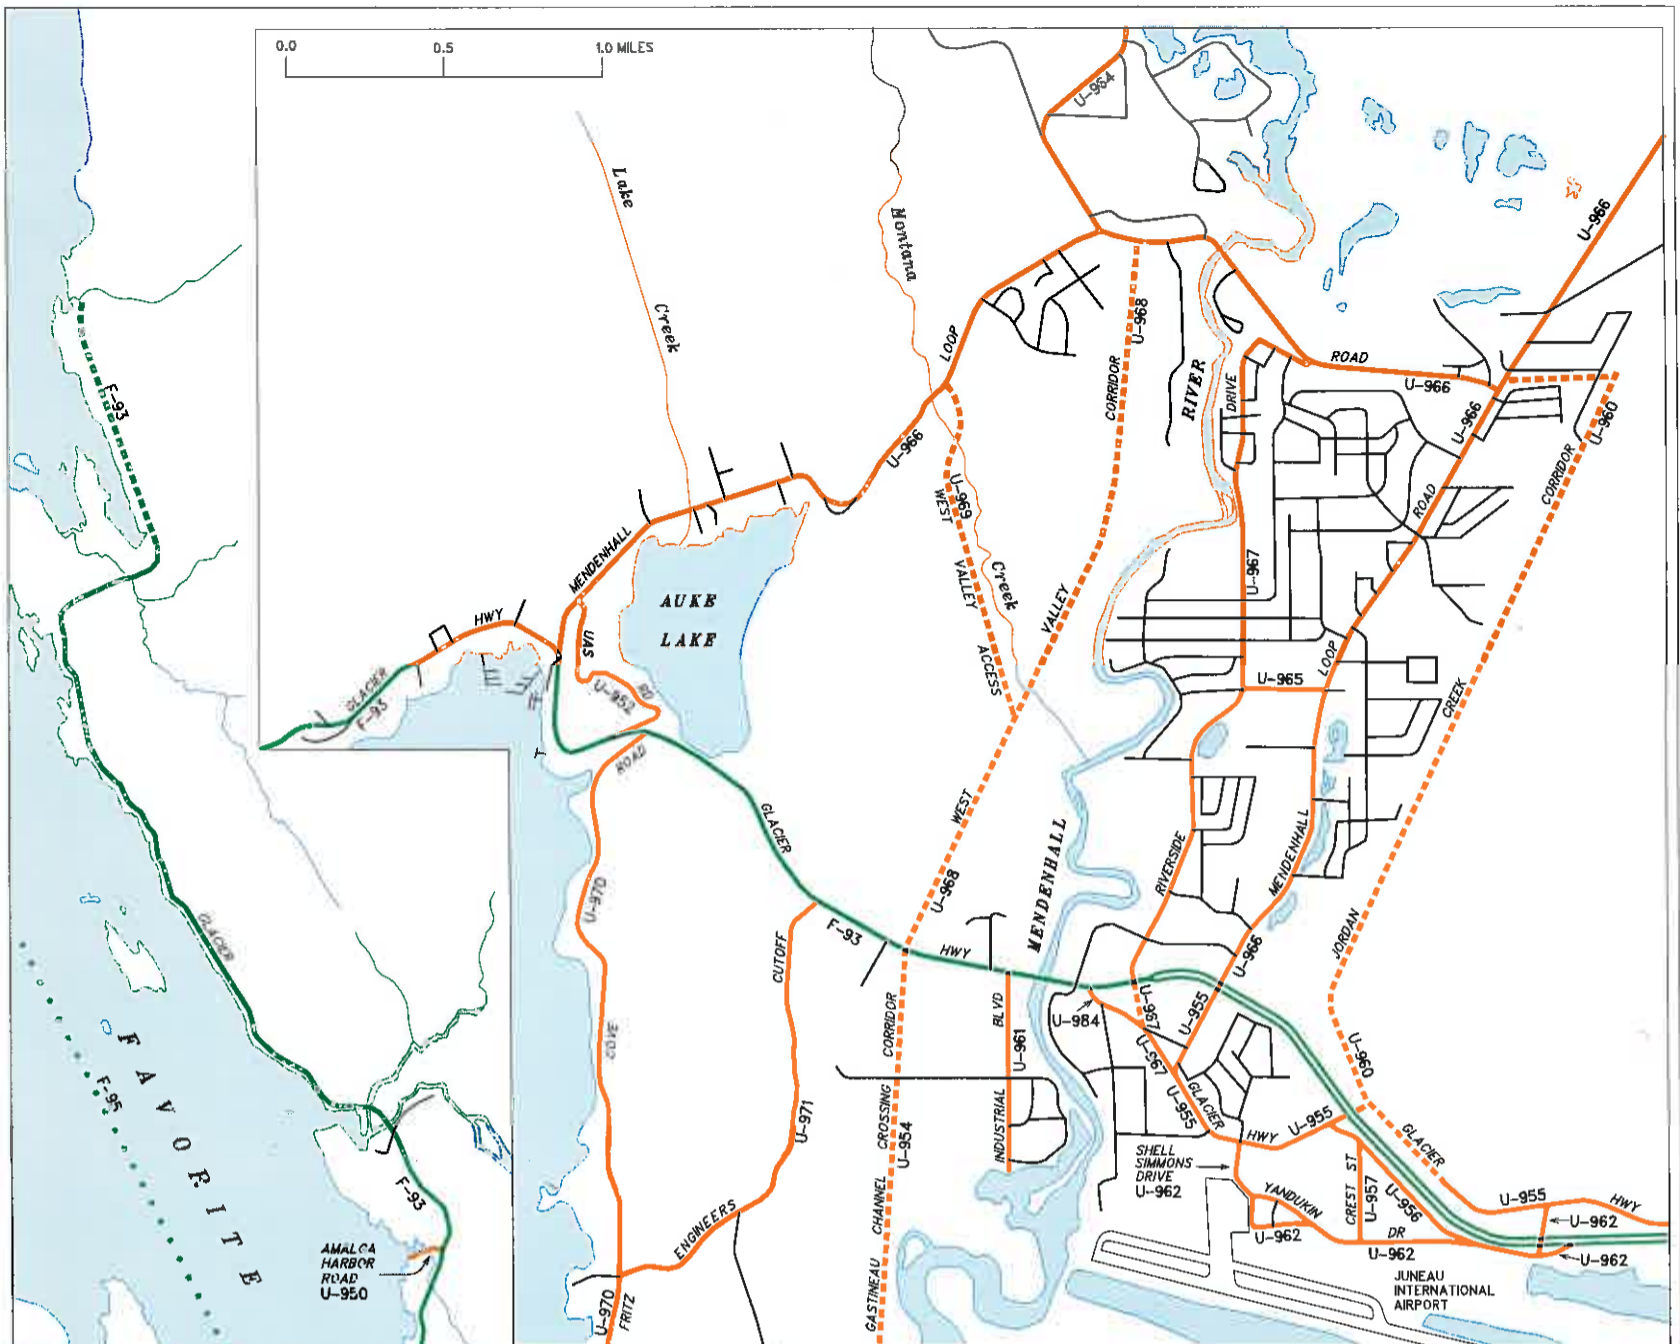 0.0 0.5 1.0 MILES
U-964
Lake
Creek
Montana
Creek
U-966
F-93
LOOP
U-968
CORRIDOR
RIVER
DRIVE
ROAD
U-966
U-966
U-960
CORRIDOR
U-966
U-969
WEST
VALLEY
ACCESS
ROAD
MENDENHALL
AUKE
LAKE
HWY
UAS
RD
U-952
GLACIER
F-93
VALLEY
U-967
LOOP
U-965
CREEK
ROAD
GLACIER
WEST
U-968
MENDENHALL
RIVERSIDE
MENDENHALL
U-970
CUTOFF
F-93
HWY
JORDAN
GLACIER
U-966
U-967
U-955
U-984
BLVD
U-961
INDUSTRIAL
COVE
CORRIDOR
CROSSING
U-954
CHANNEL
GASTINEAU
U-967
U-960
F-95
FAVORITE
U-971
U-955
GLACIER
HWY
U-955
GLACIER
SHELL
SIMMONS
DRIVE
U-962
CREST ST
U-957
U-956
YANDUKIN
DR
U-962
U-962
U-955
HWY
U-962
U-962
F-93
ENGINEERS
AMALGA
HARBOR
ROAD
U-950
U-970
FRITZ
JUNEAU
INTERNATIONAL
AIRPORT